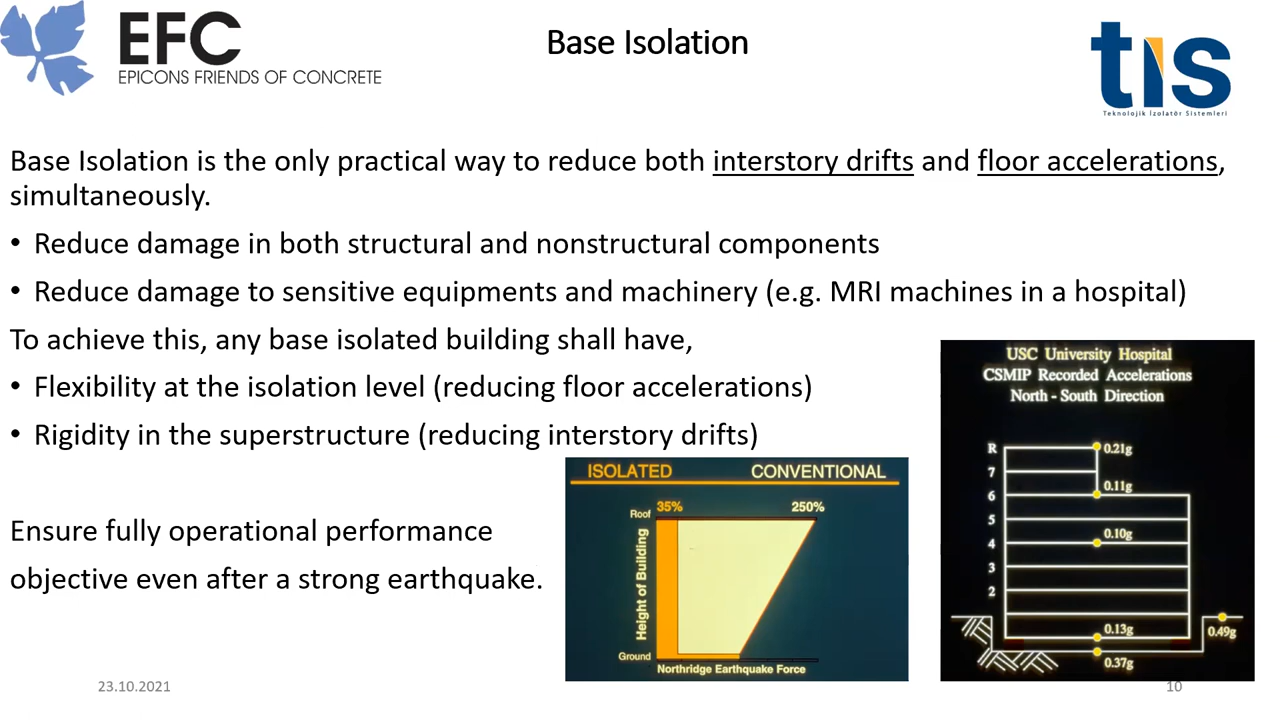 EFC
EPICONS FRIENDS OF CONCRETE
Base Isolation
tis
Teknolojik İzolatör Sistemleri
Base Isolation is the only practical way to reduce both interstory drifts and floor accelerations,
simultaneously.
• Reduce damage in both structural and nonstructural components
• Reduce damage to sensitive equipments and machinery (e.g. MRI machines in a hospital)
To achieve this, any base isolated building shall have,
• Flexibility at the isolation level (reducing floor accelerations)
• Rigidity in the superstructure (reducing interstory drifts)
Ensure fully operational performance
objective even after a strong earthquake.
ISOLATED CONVENTIONAL
35% 250%
Roof
Height of Building
Ground
Northridge Earthquake Force
USC University Hospital
CSMIP Recorded Accelerations
North - South Direction
R 0.21g
7
6 0.11g
5
4 0.10g
3
2
0.13g
0.49g
0.37g
23.10.2021
10